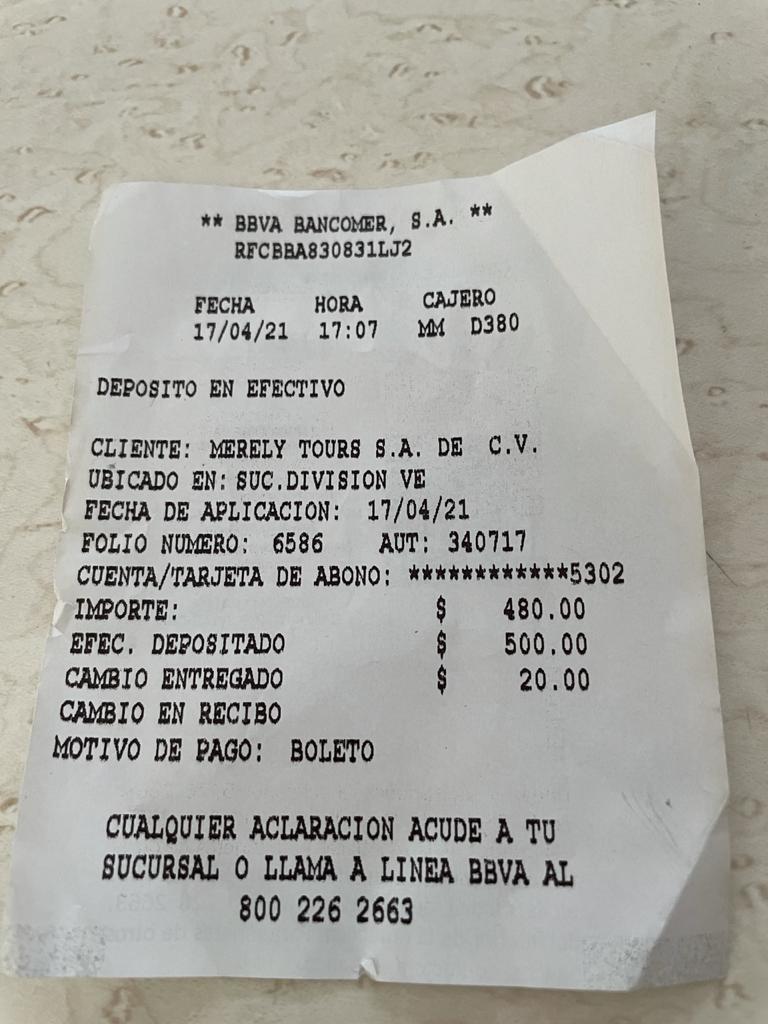 ** BBVA BANCOMER, S.A. **
RFCBBA830831LJ2
FECHA HORA CAJERO
17/04/21 17:07 MM D380
DEPOSITO EN EFECTIVO
CLIENTE: MERELY TOURS S.A. DE C.V.
UBICADO EN: SUC.DIVISION VE
FECHA DE APLICACION: 17/04/21
FOLIO NUMERO: 6586 AUT: 340717
CUENTA/TARJETA DE ABONO: ************5302
IMPORTE: $ 480.00
EFEC. DEPOSITADO $ 500.00
CAMBIO ENTREGADO $ 20.00
CAMBIO EN RECIBO
MOTIVO DE PAGO: BOLETO
CUALQUIER ACLARACION ACUDE A TU
SUCURSAL O LLAMA A LINEA BBVA AL
800 226 2663